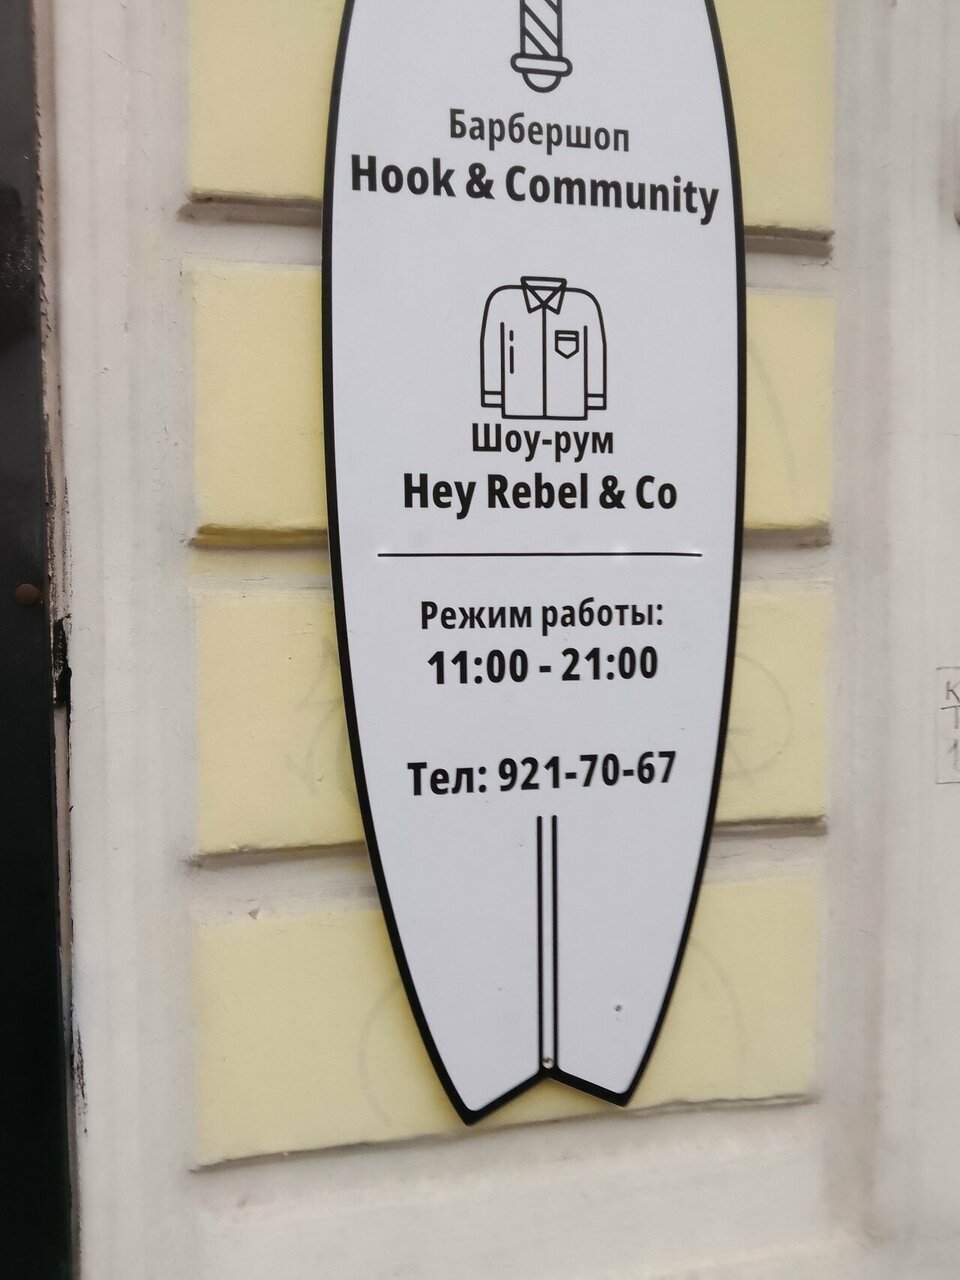 Барбершоп
Hook & Community
Шоу-рум
Hey Rebel & Co
Режим работы:
11:00 - 21:00
Тел: 921-70-67